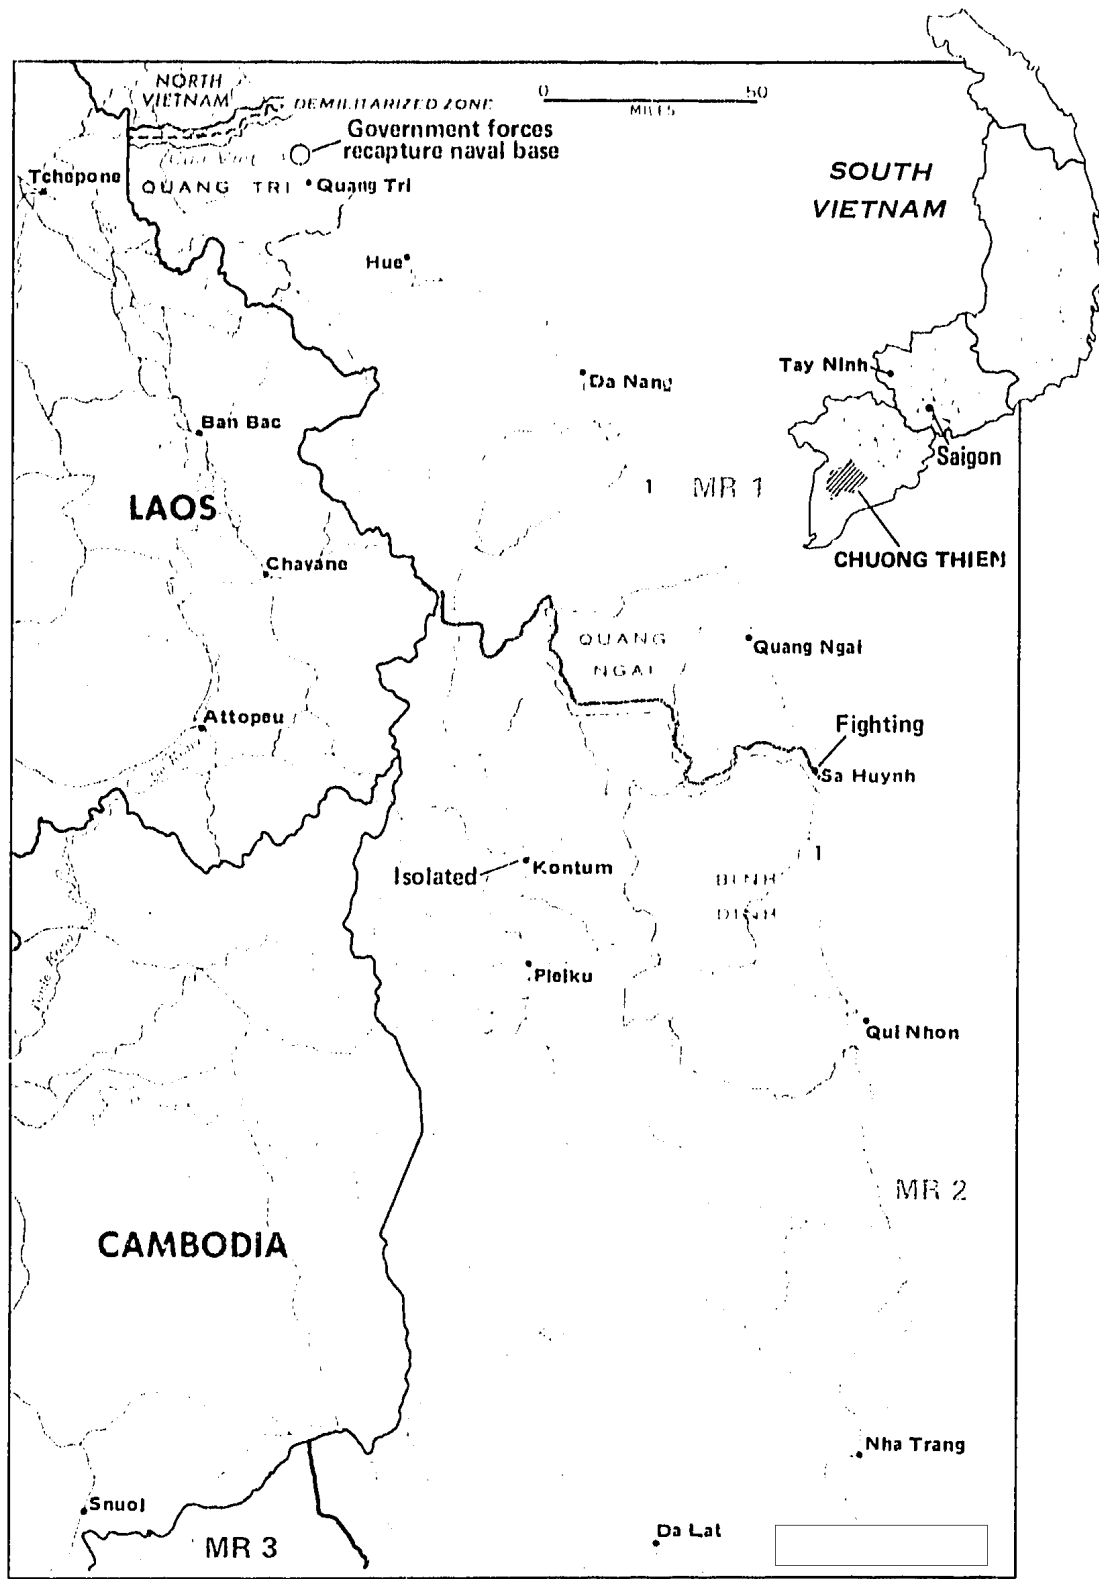 NORTH
VIETNAM
DEMILITARIZED ZONE
0 50
MILES
Government forces
recapture naval base
Cua Viet
Tchepone
QUANG TRI
Quang Tri
SOUTH
VIETNAM
Hue
Tay Ninh
Da Nang
Ban Bac
Saigon
1 MR 1
LAOS
CHUONG THIEN
Chavane
QUANG
NGAI
Quang Ngai
Attopeu
Fighting
Sa Huynh
1
Isolated
Kontum
BINH
DINH
Pleiku
Qui Nhon
MR 2
CAMBODIA
Nha Trang
Snuol
MR 3
Da Lat